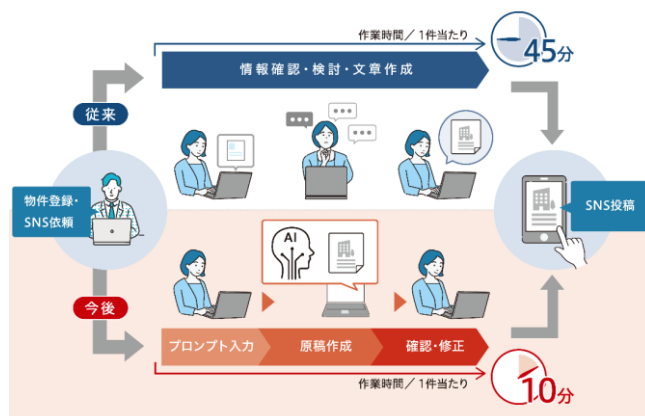 作業時間／1件当たり
45分
情報確認・検討・文章作成
従来
物件登録・
SNS依頼
SNS投稿
AI
今後
プロンプト入力
原稿作成
確認・修正
作業時間／1件当たり
10分